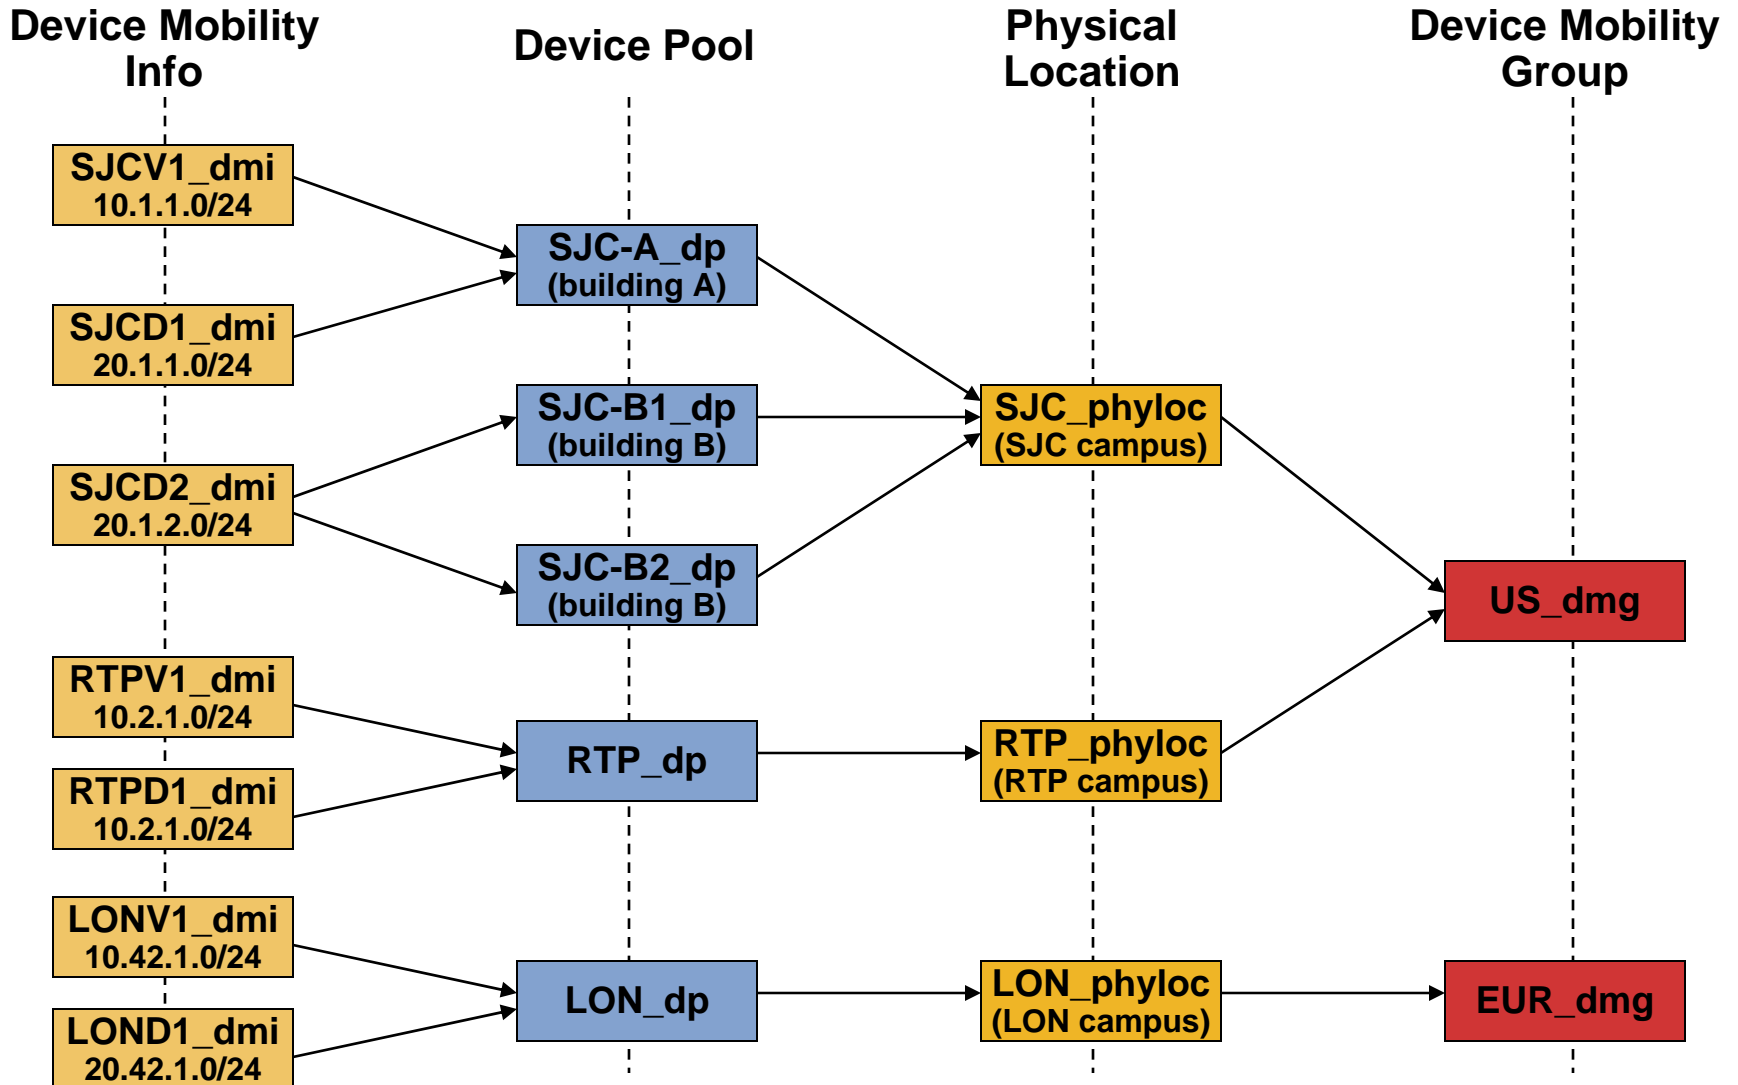 Device Mobility
Info
Device Pool
Physical
Location
Device Mobility
Group
SJCV1_dmi
10.1.1.0/24
SJCD1_dmi
20.1.1.0/24
SJCD2_dmi
20.1.2.0/24
RTPV1_dmi
10.2.1.0/24
RTPD1_dmi
10.2.1.0/24
LONV1_dmi
10.42.1.0/24
LOND1_dmi
20.42.1.0/24
SJC-A_dp
(building A)
SJC-B1_dp
(building B)
SJC-B2_dp
(building B)
RTP_dp
LON_dp
SJC_phyloc
(SJC campus)
RTP_phyloc
(RTP campus)
LON_phyloc
(LON campus)
US_dmg
EUR_dmg